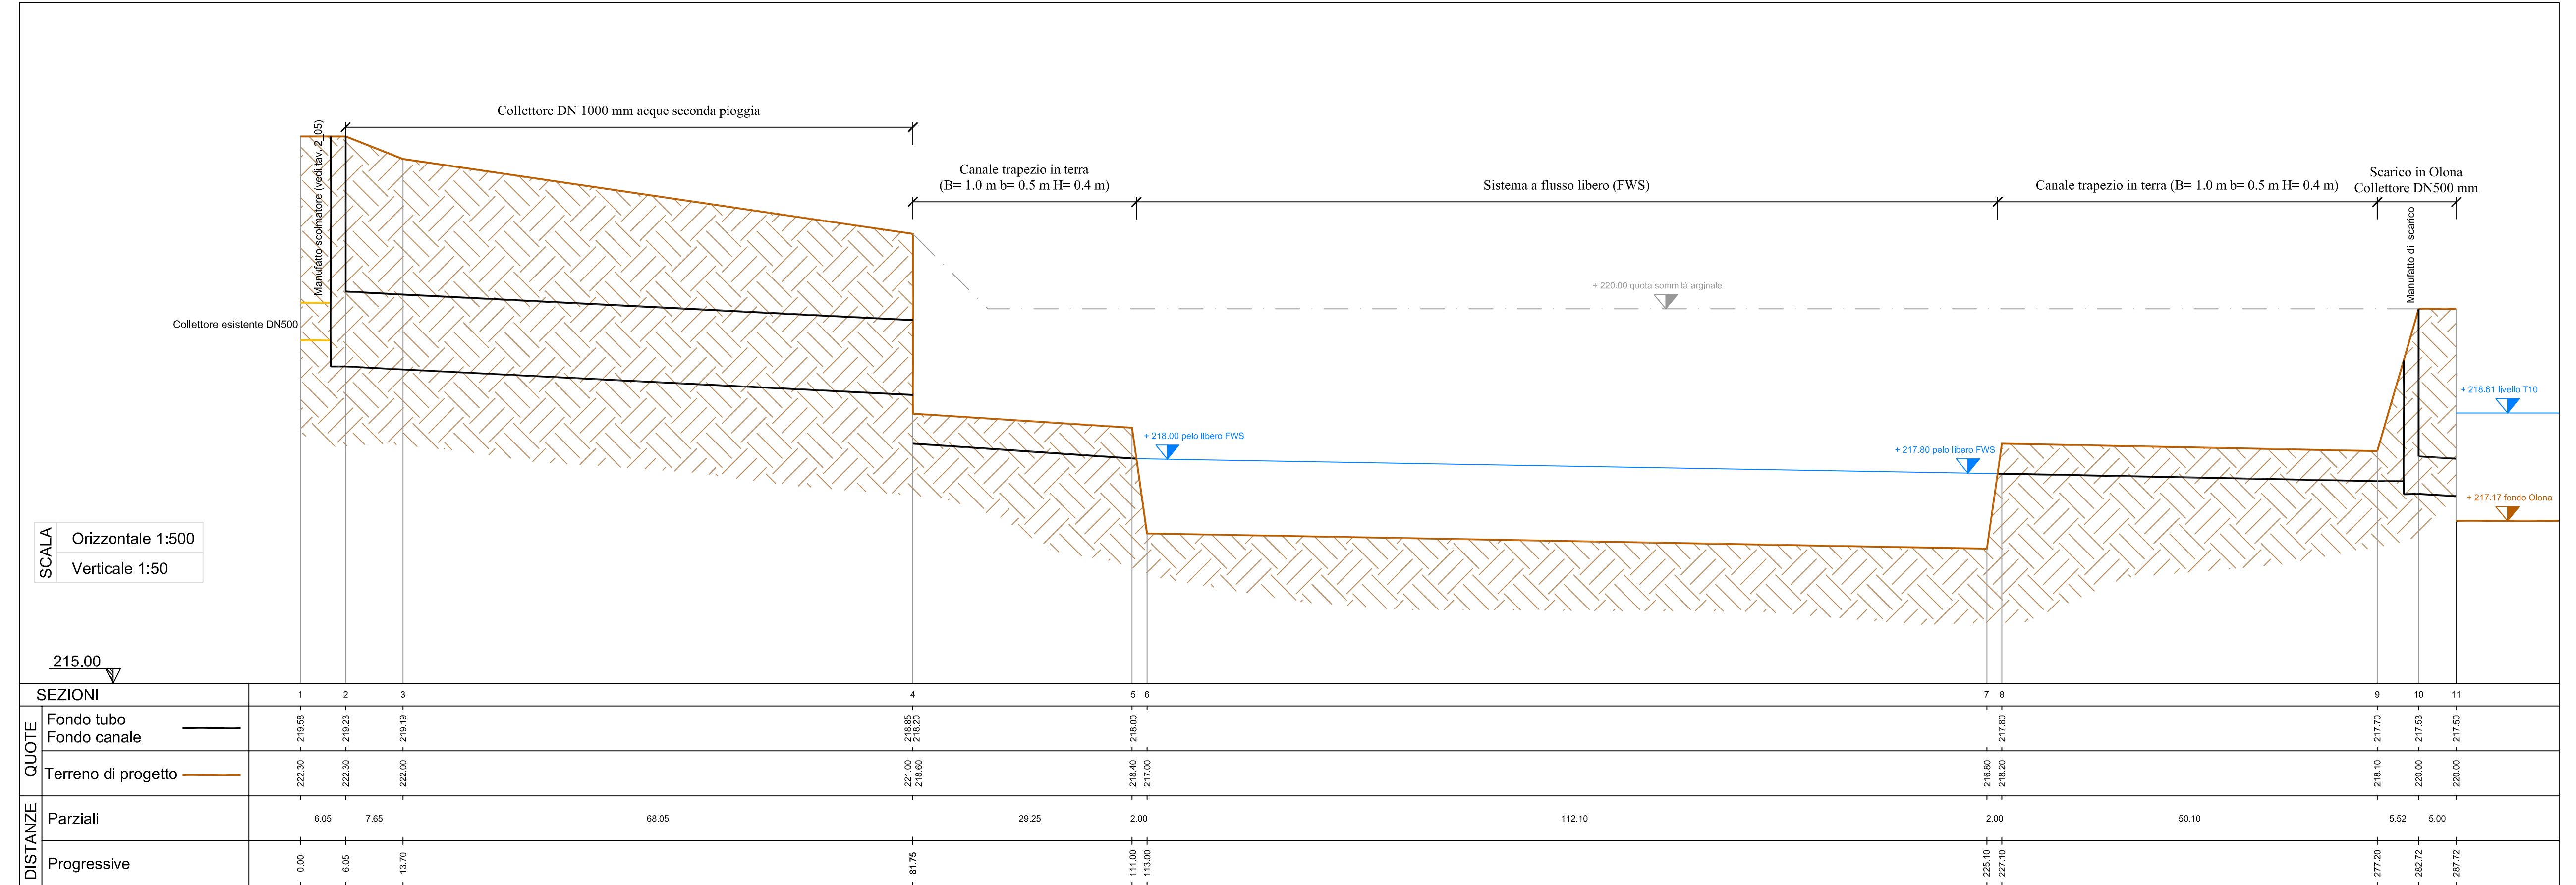 Collettore DN 1000 mm acque seconda pioggia
Manufatto scolmatore (vedi tav. 2_05)
Canale trapezio in terra
(B= 1.0 m b= 0.5 m H= 0.4 m)
Sistema a flusso libero (FWS)
Canale trapezio in terra (B= 1.0 m b= 0.5 m H= 0.4 m)
Scarico in Olona
Collettore DN500 mm
Manufatto di scarico
+ 220.00 quota sommità arginale
Collettore esistente DN500
+ 218.61 livello T10
+ 218.00 pelo libero FWS
+ 217.80 pelo libero FWS
+ 217.17 fondo Olona
SCALA
Orizzontale 1:500
Verticale 1:50
215.00
SEZIONI
1 2 3 4 5 6 7 8 9 10 11
QUOTE
Fondo tubo
Fondo canale
219.58 219.23 219.19 218.85 218.20 218.00 217.80 217.70 217.53 217.50
Terreno di progetto
222.30 222.30 222.00 221.00 218.60 218.40 217.00 216.80 218.20 218.10 220.00 220.00
DISTANZE
Parziali
6.05 7.65 68.05 29.25 2.00 112.10 2.00 50.10 5.52 5.00
Progressive
0.00 6.05 13.70 81.75 111.00 113.00 225.10 227.10 277.20 282.72 287.72